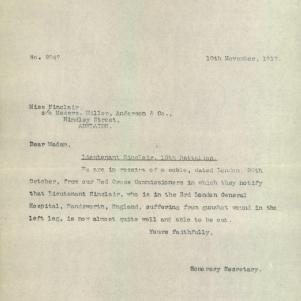 10th November, 1917.
Miss Sinclair,
c/o Messrs. Miller, Anderson & Co.,
Hindley Street,
ADELAIDE.
Dear Madam,
Lieutenant Sinclair, Battalion.
We are in receipt of a cable, dated London, 29th
October, from our Red Cross Commissioners in which they notify
that Lieutenant Sinclair, who is in the 3rd London General
Hospital, Wandsworth, England, suffering from gunshot wound in the
left leg, is now almost quite well and able to be out.
Yours faithfully,
Honorary Secretary.